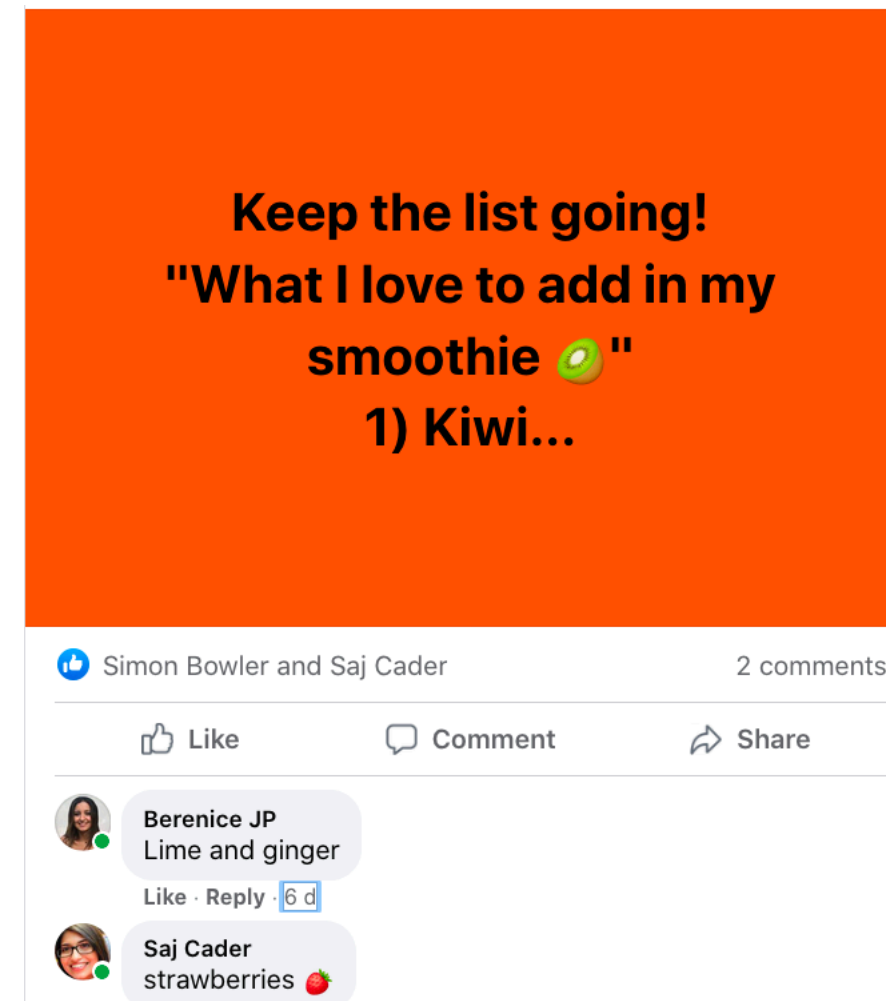 Keep the list going!
"What I love to add in my
smoothie 🥝"
1) Kiwi...
Simon Bowler and Saj Cader
2 comments
Like
Comment
Share
Berenice JP
Lime and ginger
Like · Reply · 6 d
Saj Cader
strawberries 🍓